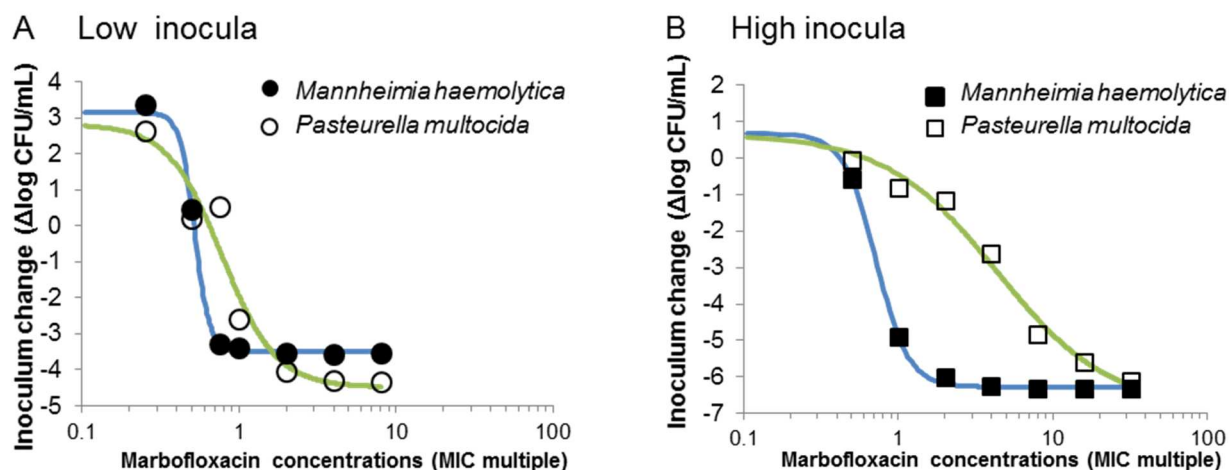 A Low inocula
Inoculum change (Δlog CFU/mL)
4
3
2
1
0
-1
-2
-3
-4
-5
Mannheimia haemolytica
Pasteurella multocida
0.1 1 10 100
Marbofloxacin concentrations (MIC multiple)
B High inocula
Inoculum change (Δlog CFU/mL)
2
1
0
-1
-2
-3
-4
-5
-6
-7
Mannheimia haemolytica
Pasteurella multocida
0.1 1 10 100
Marbofloxacin concentrations (MIC multiple)